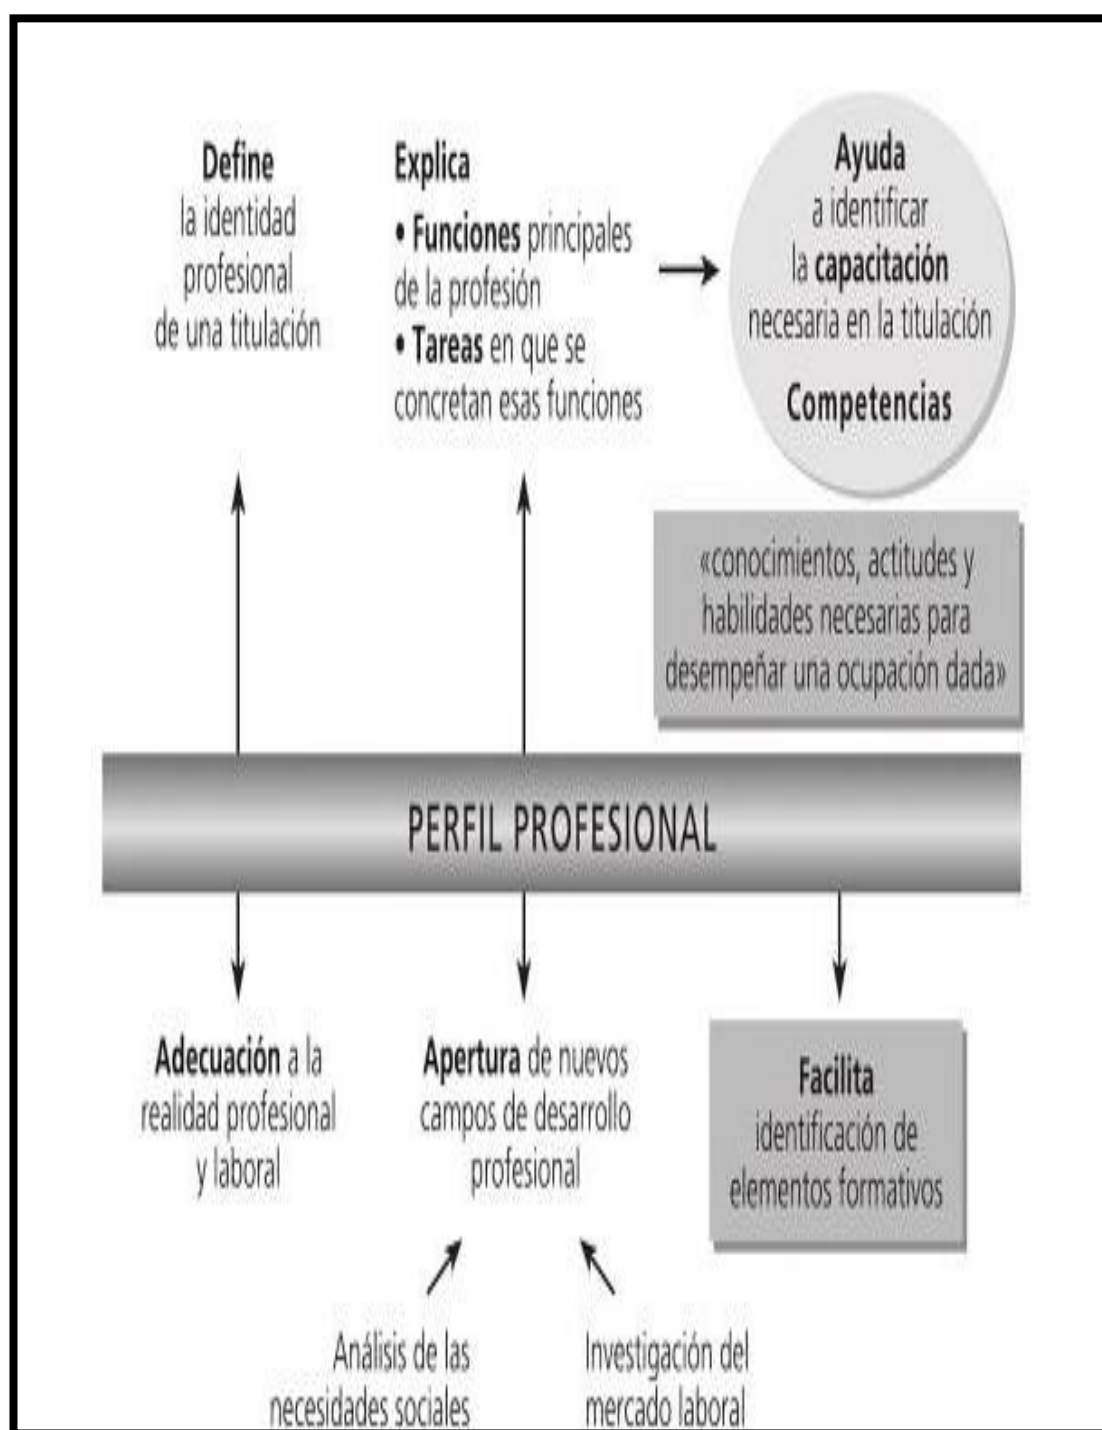 Define
la identidad
profesional
de una titulación
Explica
• Funciones principales
de la profesión
• Tareas en que se
concretan esas funciones
Ayuda
a identificar
la capacitación
necesaria en la titulación
Competencias
«conocimientos, actitudes y
habilidades necesarias para
desempeñar una ocupación dada»
PERFIL PROFESIONAL
Adecuación a la
realidad profesional
y laboral
Apertura de nuevos
campos de desarrollo
profesional
Facilita
identificación de
elementos formativos
Análisis de las
necesidades sociales
Investigación del
mercado laboral